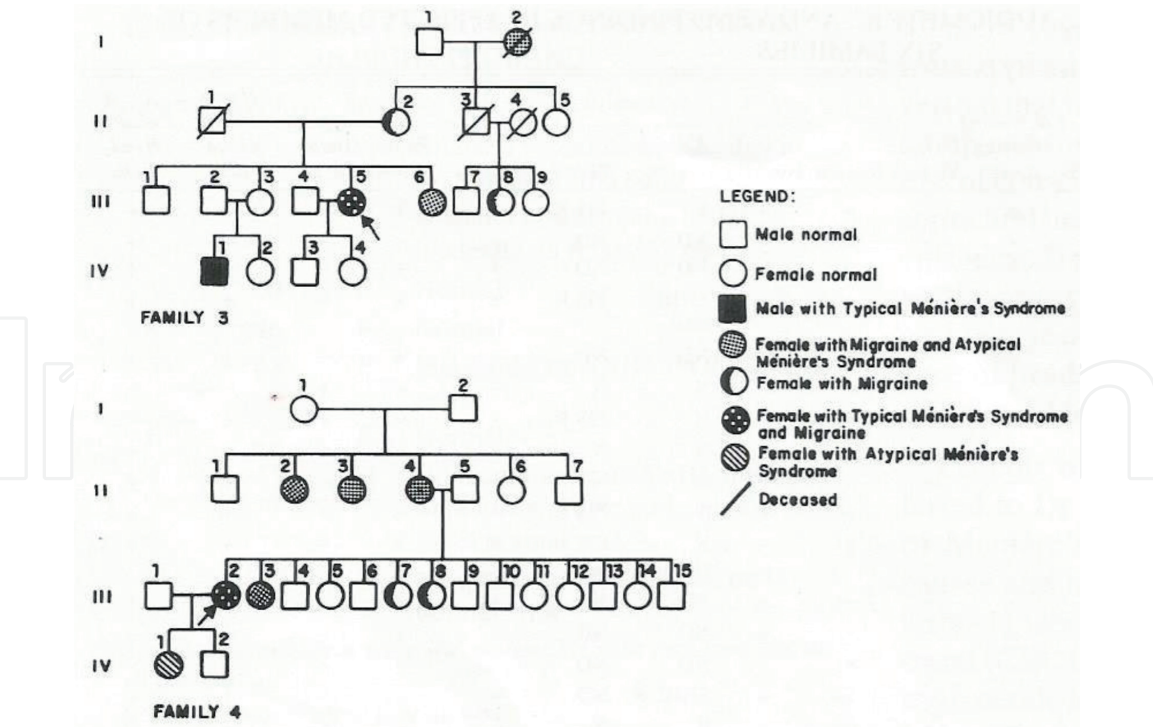 1 2
I
1 2 3 4 5
II
1 2 3 4 5 6 7 8 9
III
1 2 3 4
IV
FAMILY 3
LEGEND:
Male normal
Female normal
Male with Typical Ménière's Syndrome
Female with Migraine and Atypical
Ménière's Syndrome
Female with Migraine
Female with Typical Ménière's Syndrome
and Migraine
Female with Atypical Ménière's
Syndrome
Deceased
1 2
I
1 2 3 4 5 6 7
II
1 2 3 4 5 6 7 8 9 10 11 12 13 14 15
III
1 2
IV
FAMILY 4